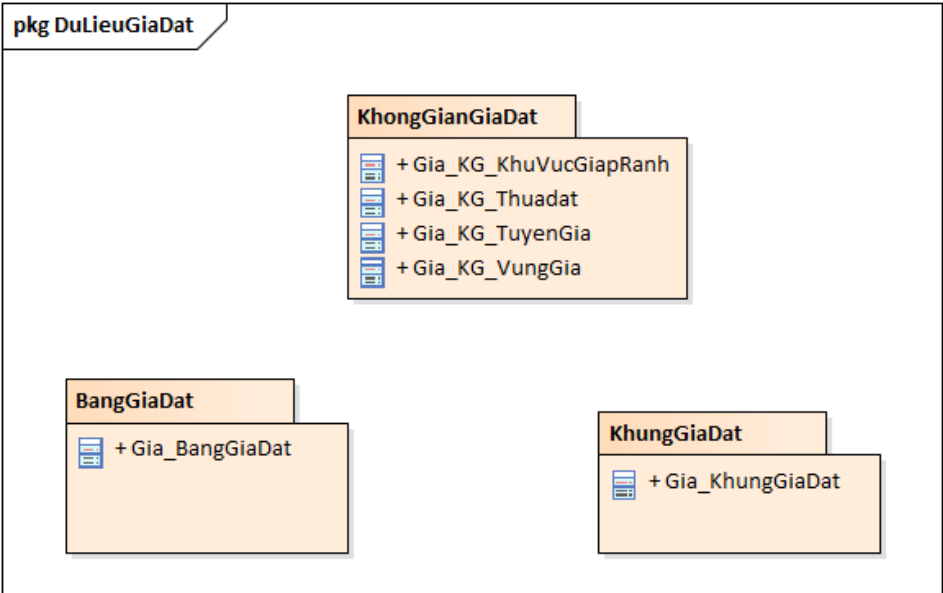 pkg DuLieuGiaDat
KhongGianGiaDat
+ Gia_KG_KhuVucGiapRanh
+ Gia_KG_Thuadat
+ Gia_KG_TuyenGia
+ Gia_KG_VungGia
BangGiaDat
+ Gia_BangGiaDat
KhungGiaDat
+ Gia_KhungGiaDat